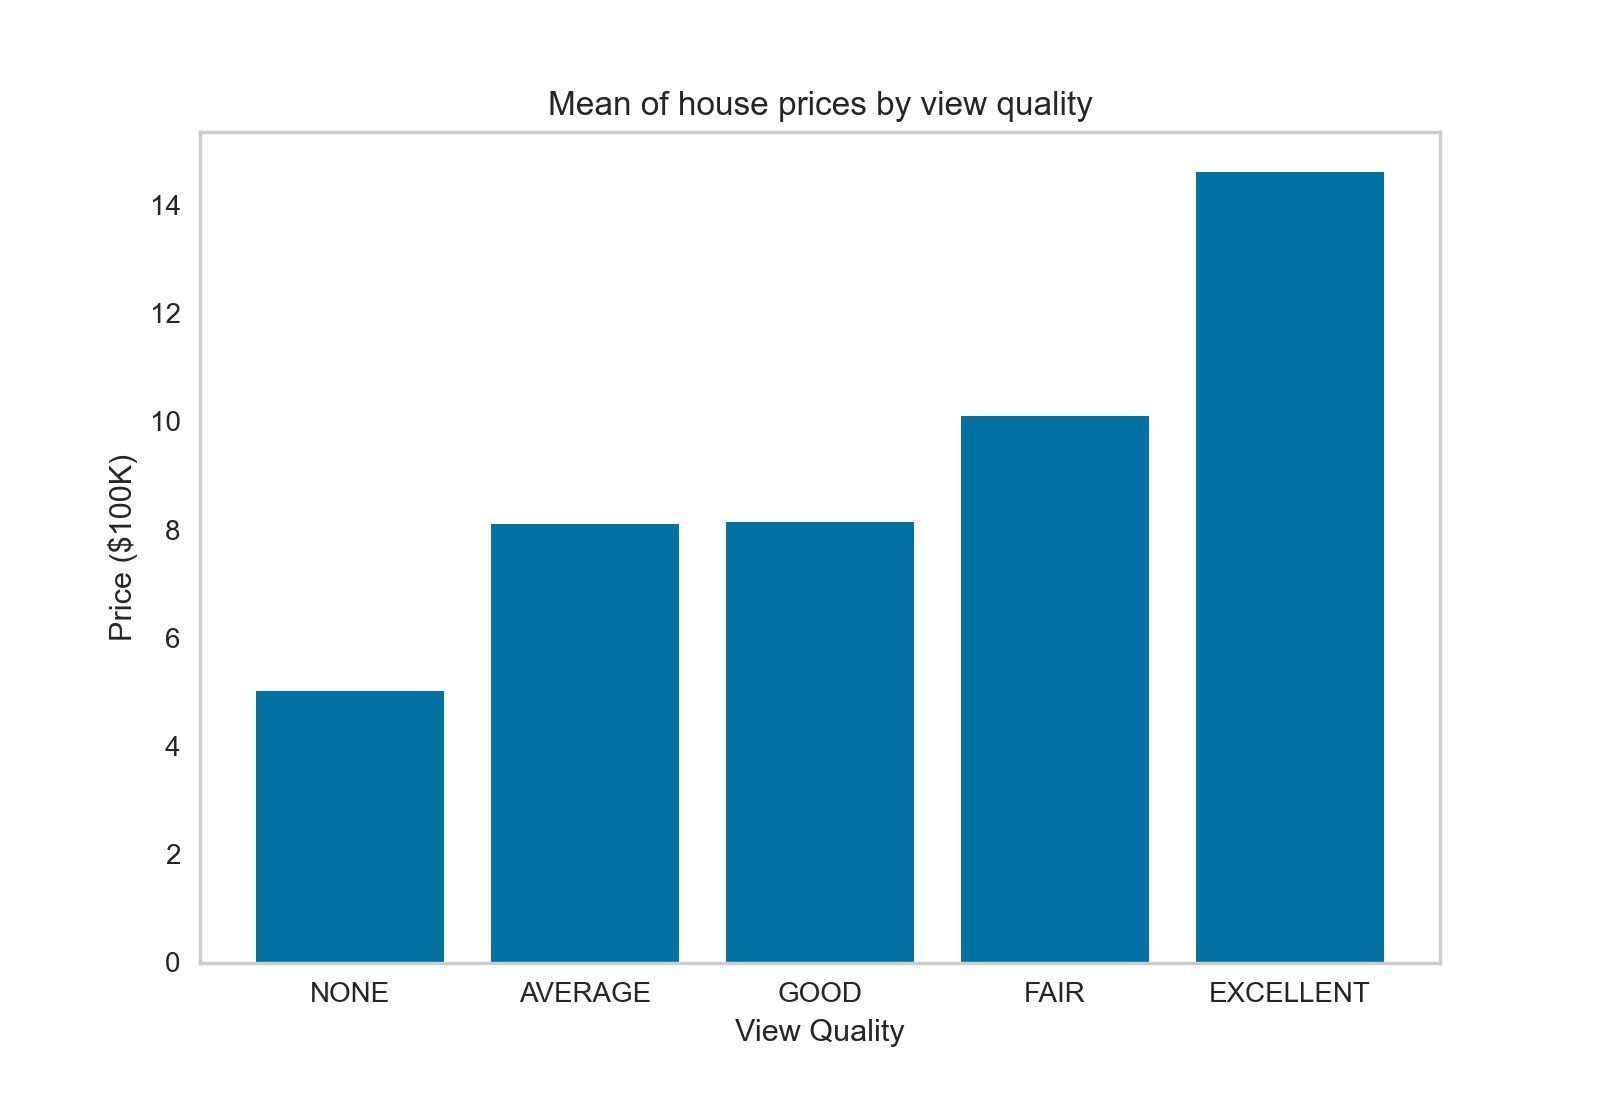 Mean of house prices by view quality
14
12
10
8
6
4
2
0
Price ($100K)
NONE AVERAGE GOOD FAIR EXCELLENT
View Quality